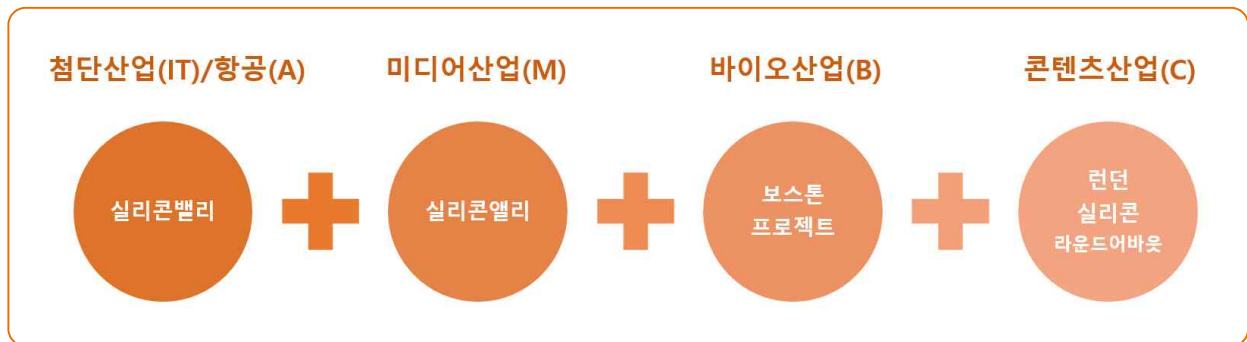 첨단산업(IT)/항공(A)
미디어산업(M)
바이오산업(B)
콘텐츠산업(C)
실리콘밸리
실리콘앨리
보스톤
프로젝트
런던
실리콘
라운드어바웃